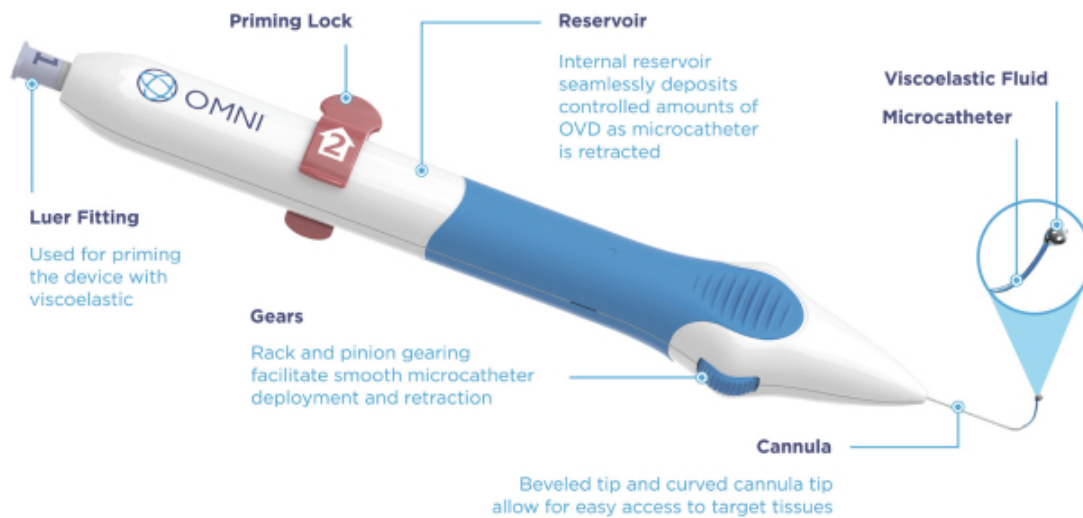 Priming Lock
Reservoir
Internal reservoir
seamlessly deposits
controlled amounts of
OVD as microcatheter
is retracted
Viscoelastic Fluid
Microcatheter
1
OMNI
2
Luer Fitting
Used for priming
the device with
viscoelastic
Gears
Rack and pinion gearing
facilitate smooth microcatheter
deployment and retraction
Cannula
Beveled tip and curved cannula tip
allow for easy access to target tissues